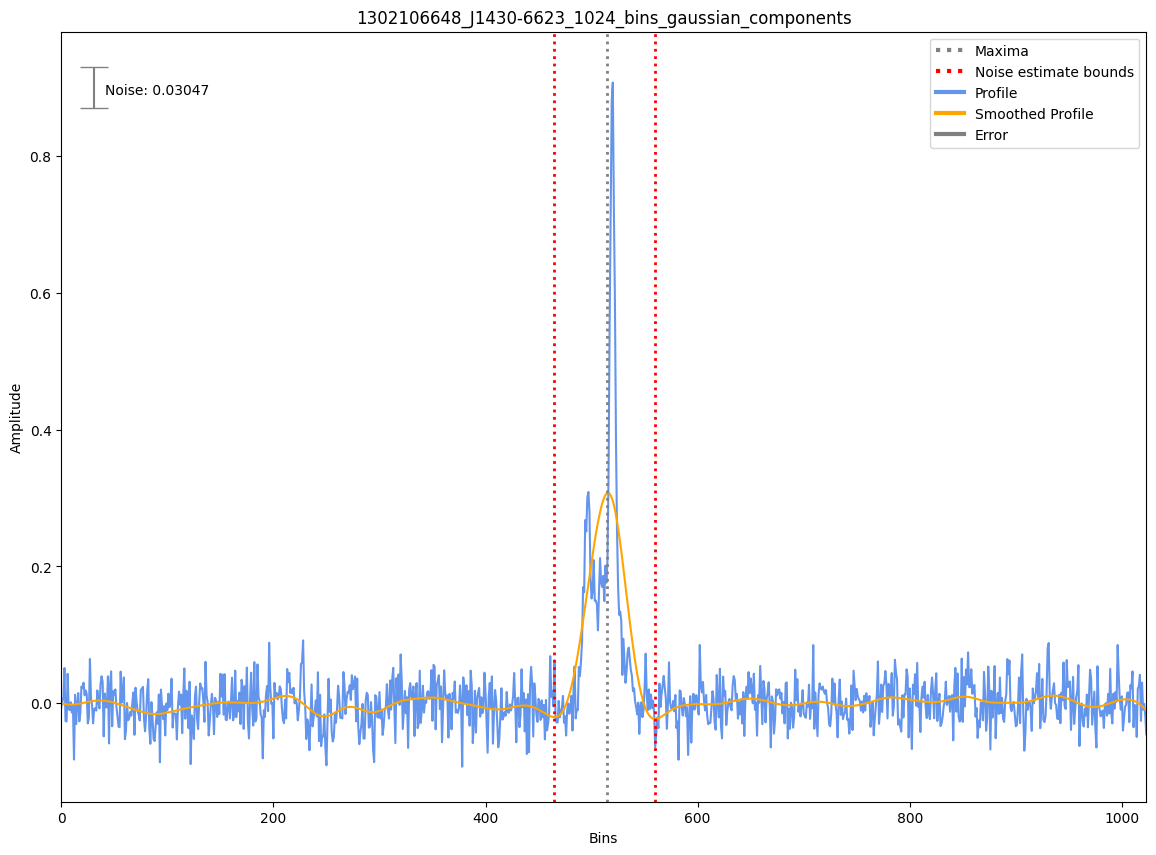 1302106648_J1430-6623_1024_bins_gaussian_components
Noise: 0.03047
Maxima
Noise estimate bounds
Profile
Smoothed Profile
Error
Amplitude
0.8
0.6
0.4
0.2
0.0
0 200 400 600 800 1000
Bins